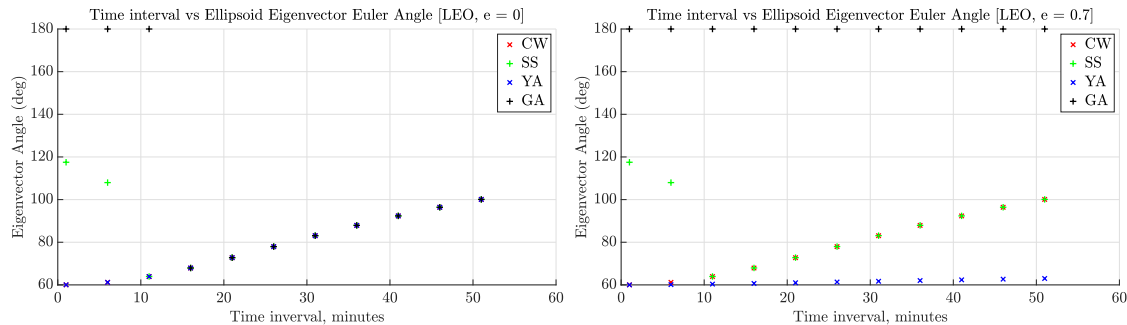 Time interval vs Ellipsoid Eigenvector Euler Angle [LEO, e = 0]
180
160
140
120
100
80
60
Eigenvector Angle (deg)
CW
SS
YA
GA
0 10 20 30 40 50 60
Time inverval, minutes
Time interval vs Ellipsoid Eigenvector Euler Angle [LEO, e = 0.7]
180
160
140
120
100
80
60
Eigenvector Angle (deg)
CW
SS
YA
GA
0 10 20 30 40 50 60
Time inverval, minutes